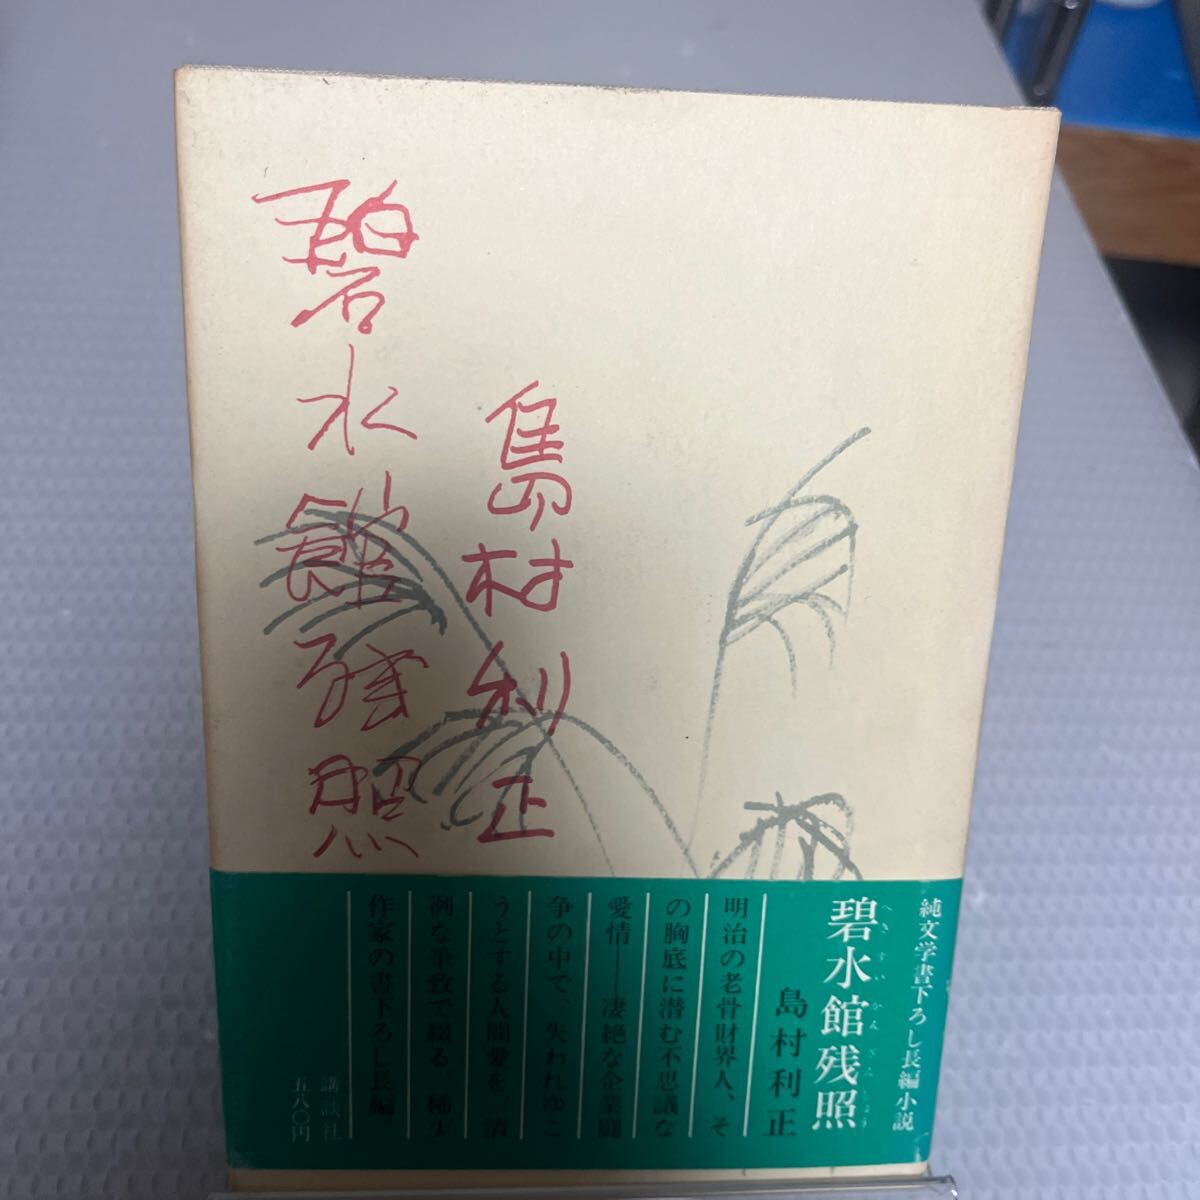 島村利正
碧水館残照
純文学書下ろし長編小説
へきすいかんざんしょう
碧水館残照
島村利正
明治の老骨財界人、そ
の胸底に潜む不思議な
愛情――凄絶な企業闘
争の中で、失われゆこ
うとする人間愛を、清
冽な筆致で綴る、稀少
作家の書下ろし長編。
講談社
五八〇円